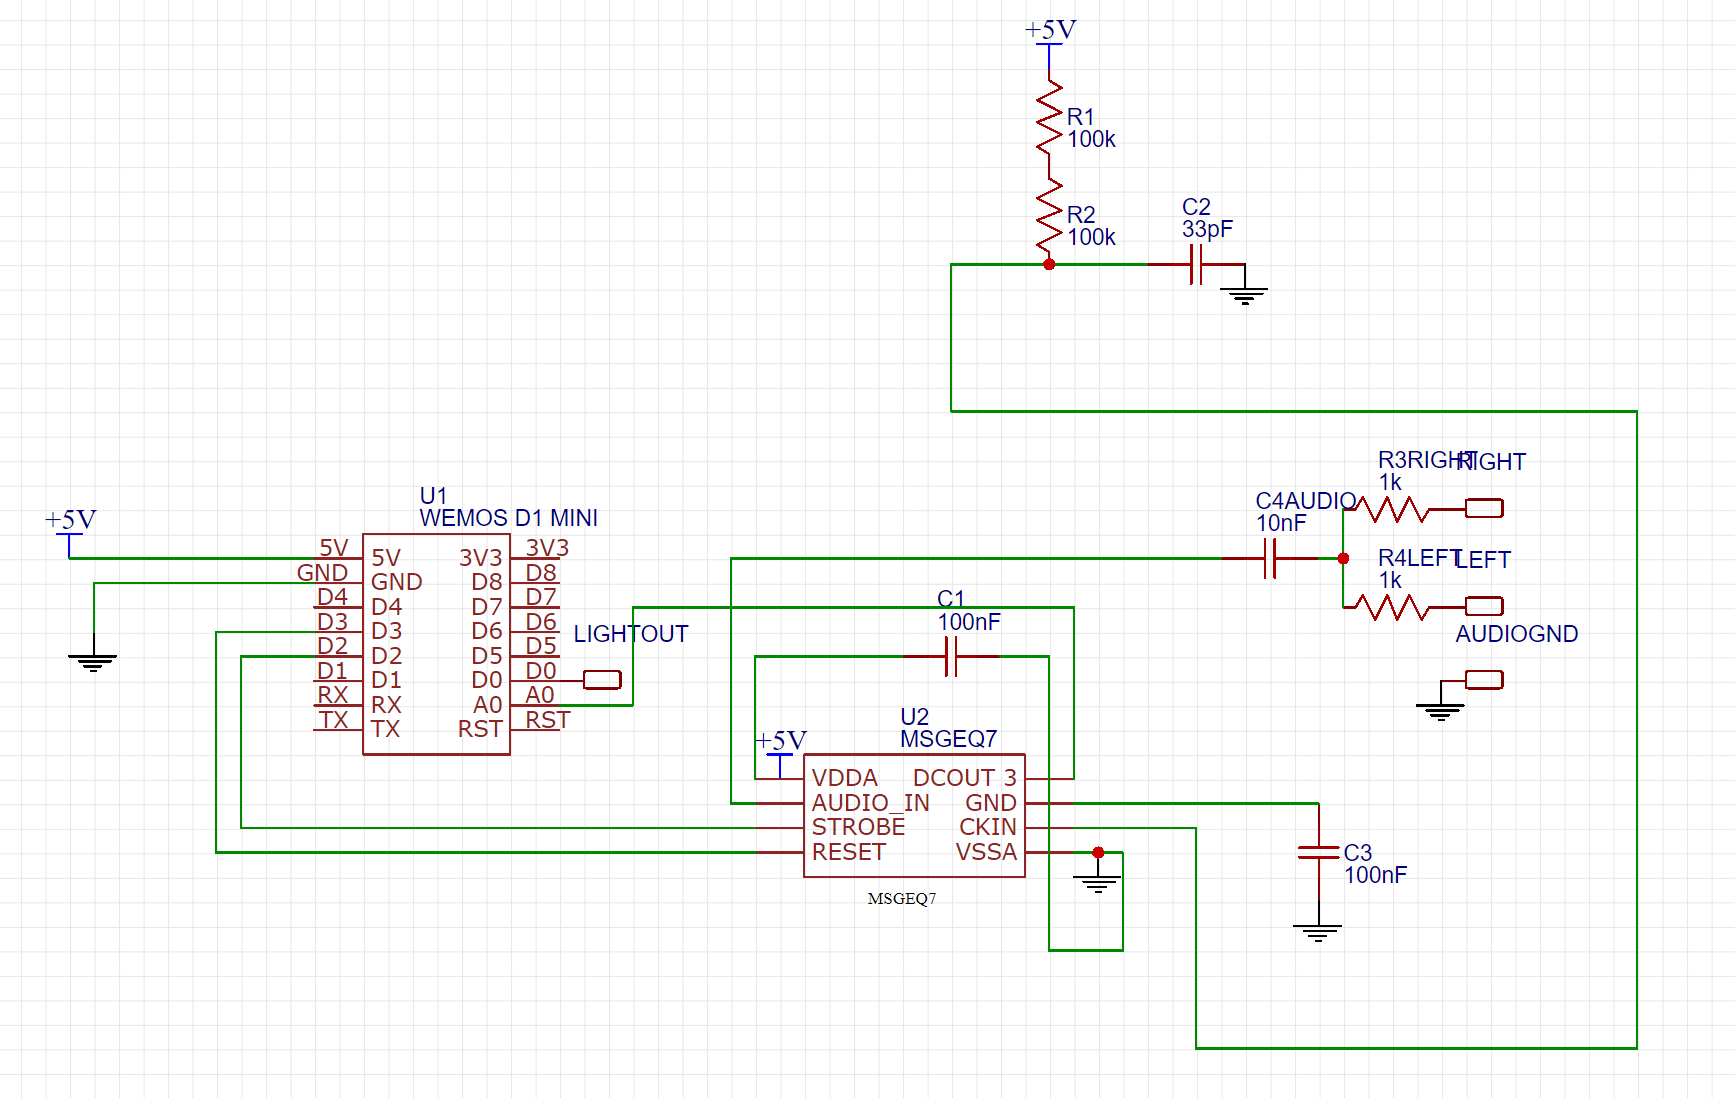 +5V
R1
100k
R2
100k
C2
33pF
R3RIGHT
RIGHT
1k
C4AUDIO
10nF
R4LEFT
LEFT
1k
AUDIOGND
+5V
U1
WEMOS D1 MINI
5V 5V 3V3 3V3
GND GND D8 D8
D4 D4 D7 D7
D3 D3 D6 D6
D2 D2 D5 D5
D1 D1 D0 D0
RX RX A0 A0
TX TX RST RST
LIGHTOUT
C1
100nF
U2
MSGEQ7
+5V
VDDA DCOUT 3
AUDIO_IN GND
STROBE CKIN
RESET VSSA
MSGEQ7
C3
100nF